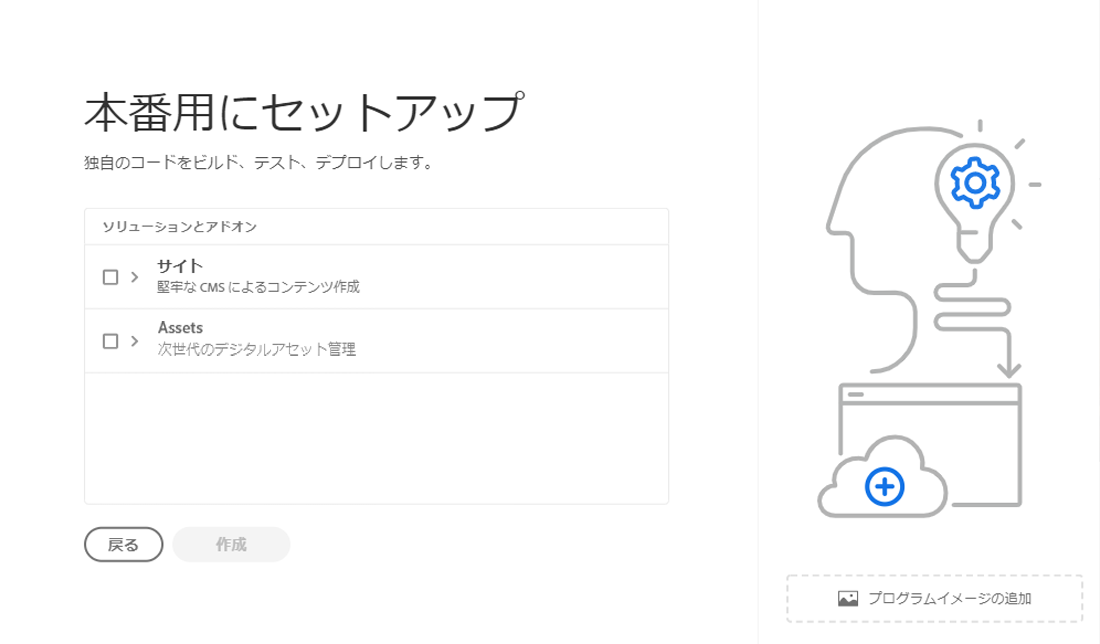 本番用にセットアップ
独自のコードをビルド、テスト、デプロイします。
ソリューションとアドオン
サイト
堅牢な CMS によるコンテンツ作成
Assets
次世代のデジタルアセット管理
戻る
作成
プログラムイメージの追加